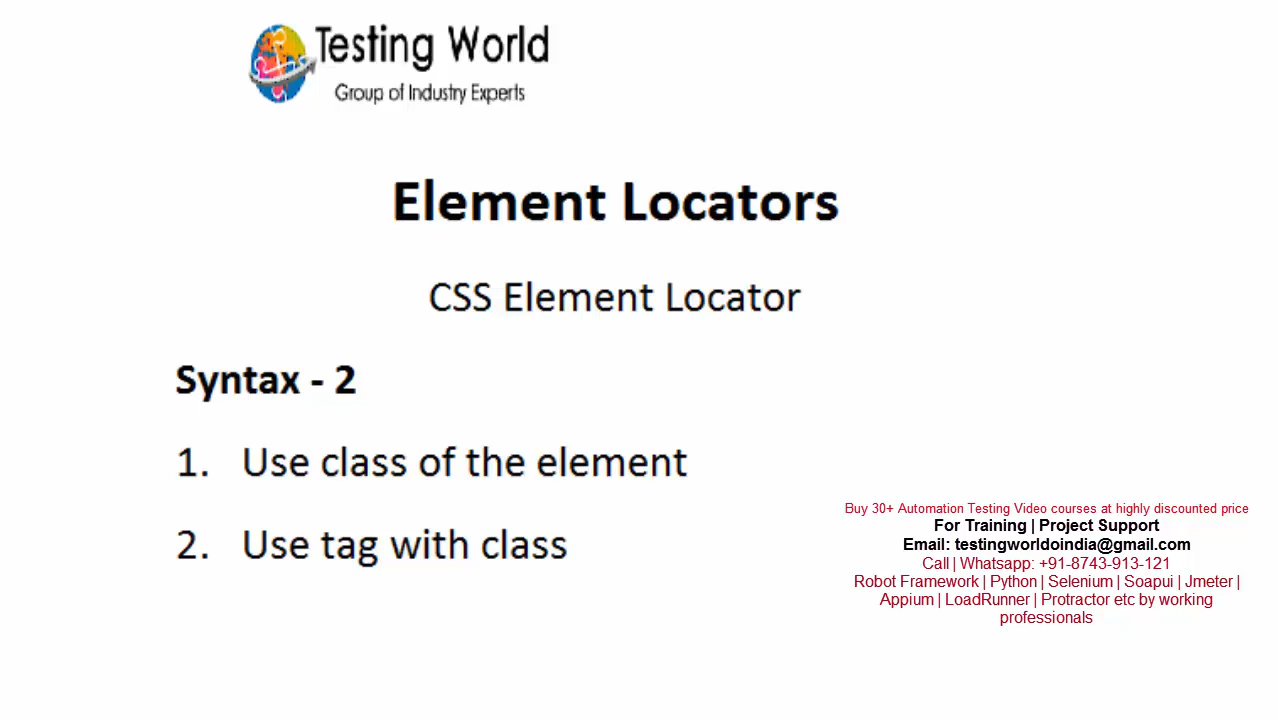 Testing World
Group of Industry Experts
Element Locators
CSS Element Locator
Syntax - 2
1. Use class of the element
2. Use tag with class
Buy 30+ Automation Testing Video courses at highly discounted price
For Training | Project Support
Email: testingworldoindia@gmail.com
Call | Whatsapp: +91-8743-913-121
Robot Framework | Python | Selenium | Soapui | Jmeter |
Appium | LoadRunner | Protractor etc by working
professionals